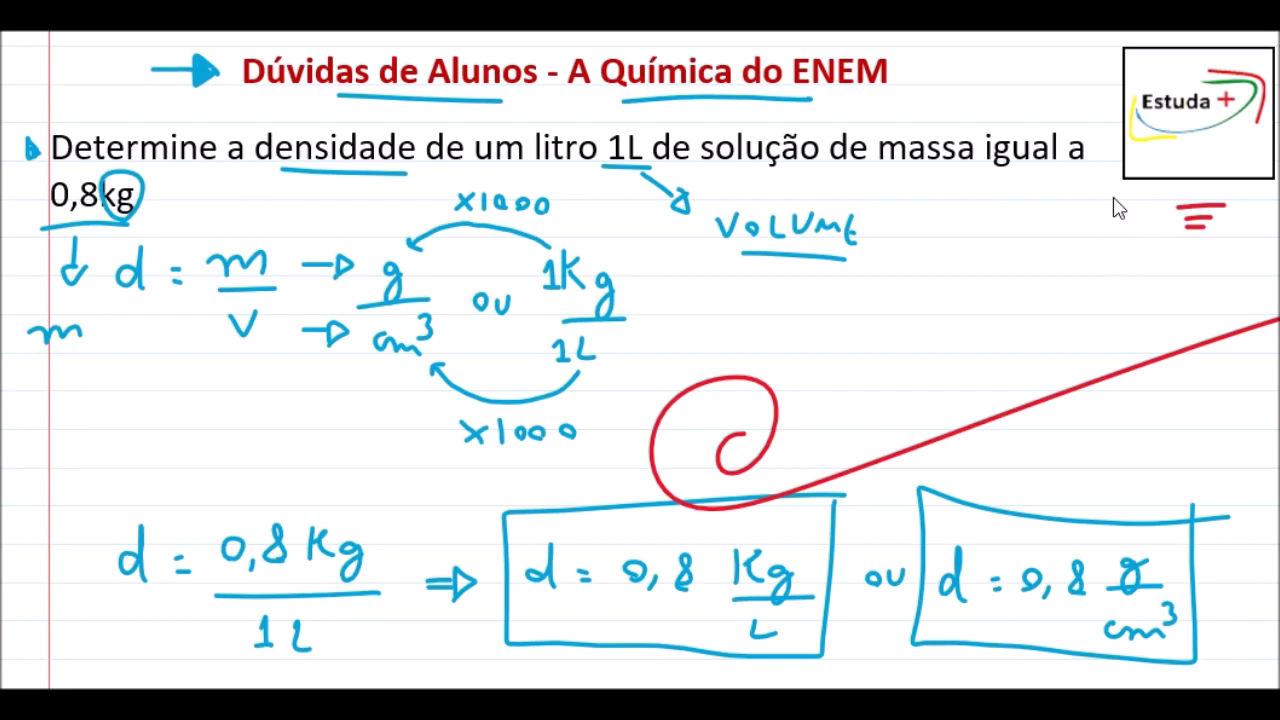 Dúvidas de Alunos - A Química do ENEM
Estuda +
Determine a densidade de um litro 1L de solução de massa igual a
0,8kg
x1000
VOLUME
d = m/V → g/cm³ ou 1Kg/1L
m
x1000
d = 0,8 Kg/1L ⇒ d = 0,8 Kg/L ou d = 0,8 g/cm³